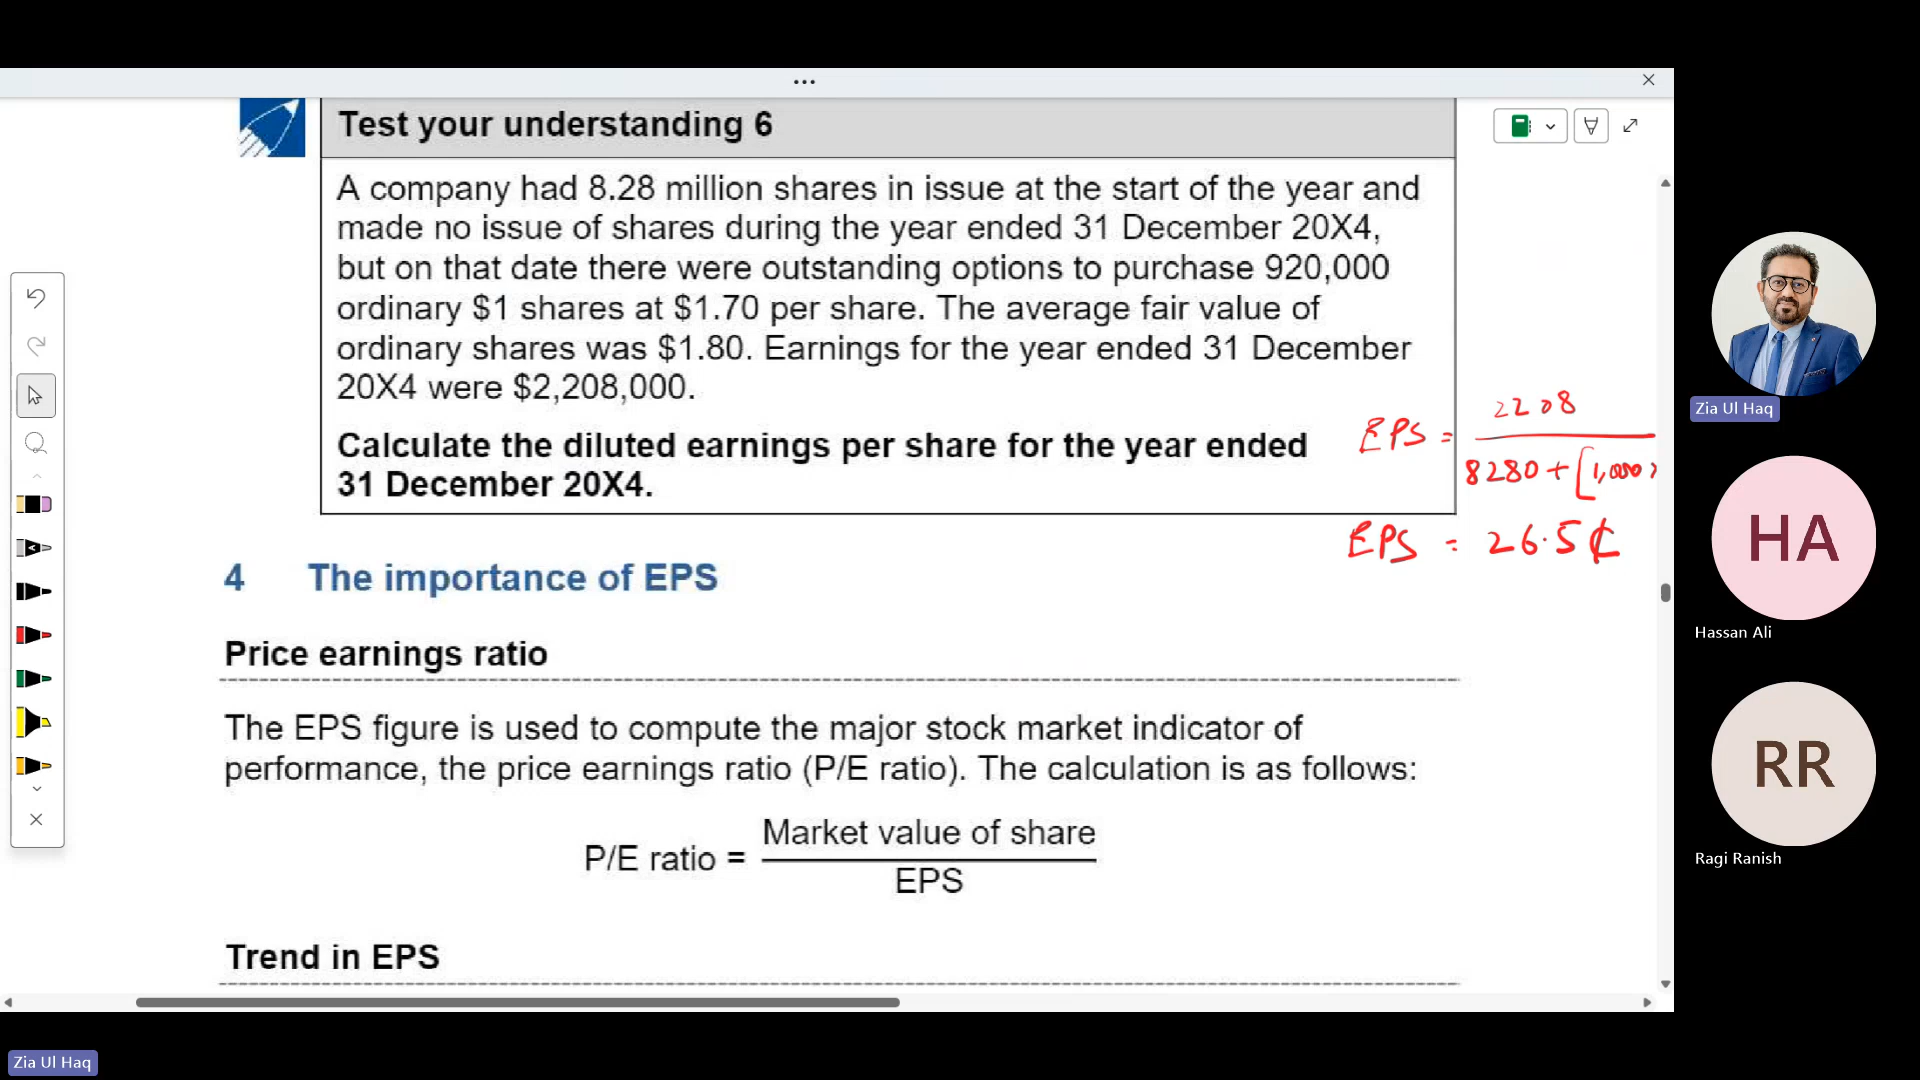 Test your understanding 6
A company had 8.28 million shares in issue at the start of the year and
made no issue of shares during the year ended 31 December 20X4,
but on that date there were outstanding options to purchase 920,000
ordinary $1 shares at $1.70 per share. The average fair value of
ordinary shares was $1.80. Earnings for the year ended 31 December
20X4 were $2,208,000.
Calculate the diluted earnings per share for the year ended
31 December 20X4.
EPS = 2208
8280 + [1,000
EPS = 26.5 ¢
4 The importance of EPS
Price earnings ratio
The EPS figure is used to compute the major stock market indicator of
performance, the price earnings ratio (P/E ratio). The calculation is as follows:
P/E ratio = Market value of share
EPS
Trend in EPS
Zia Ul Haq
HA
Hassan Ali
RR
Ragi Ranish
Zia Ul Haq